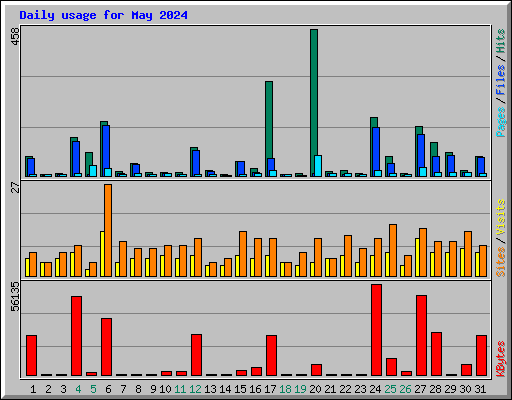 Daily usage for May 2024
458
Pages / Files / Hits
27
Sites / Visits
56135
KBytes
1 2 3 4 5 6 7 8 9 10 11 12 13 14 15 16 17 18 19 20 21 22 23 24 25 26 27 28 29 30 31